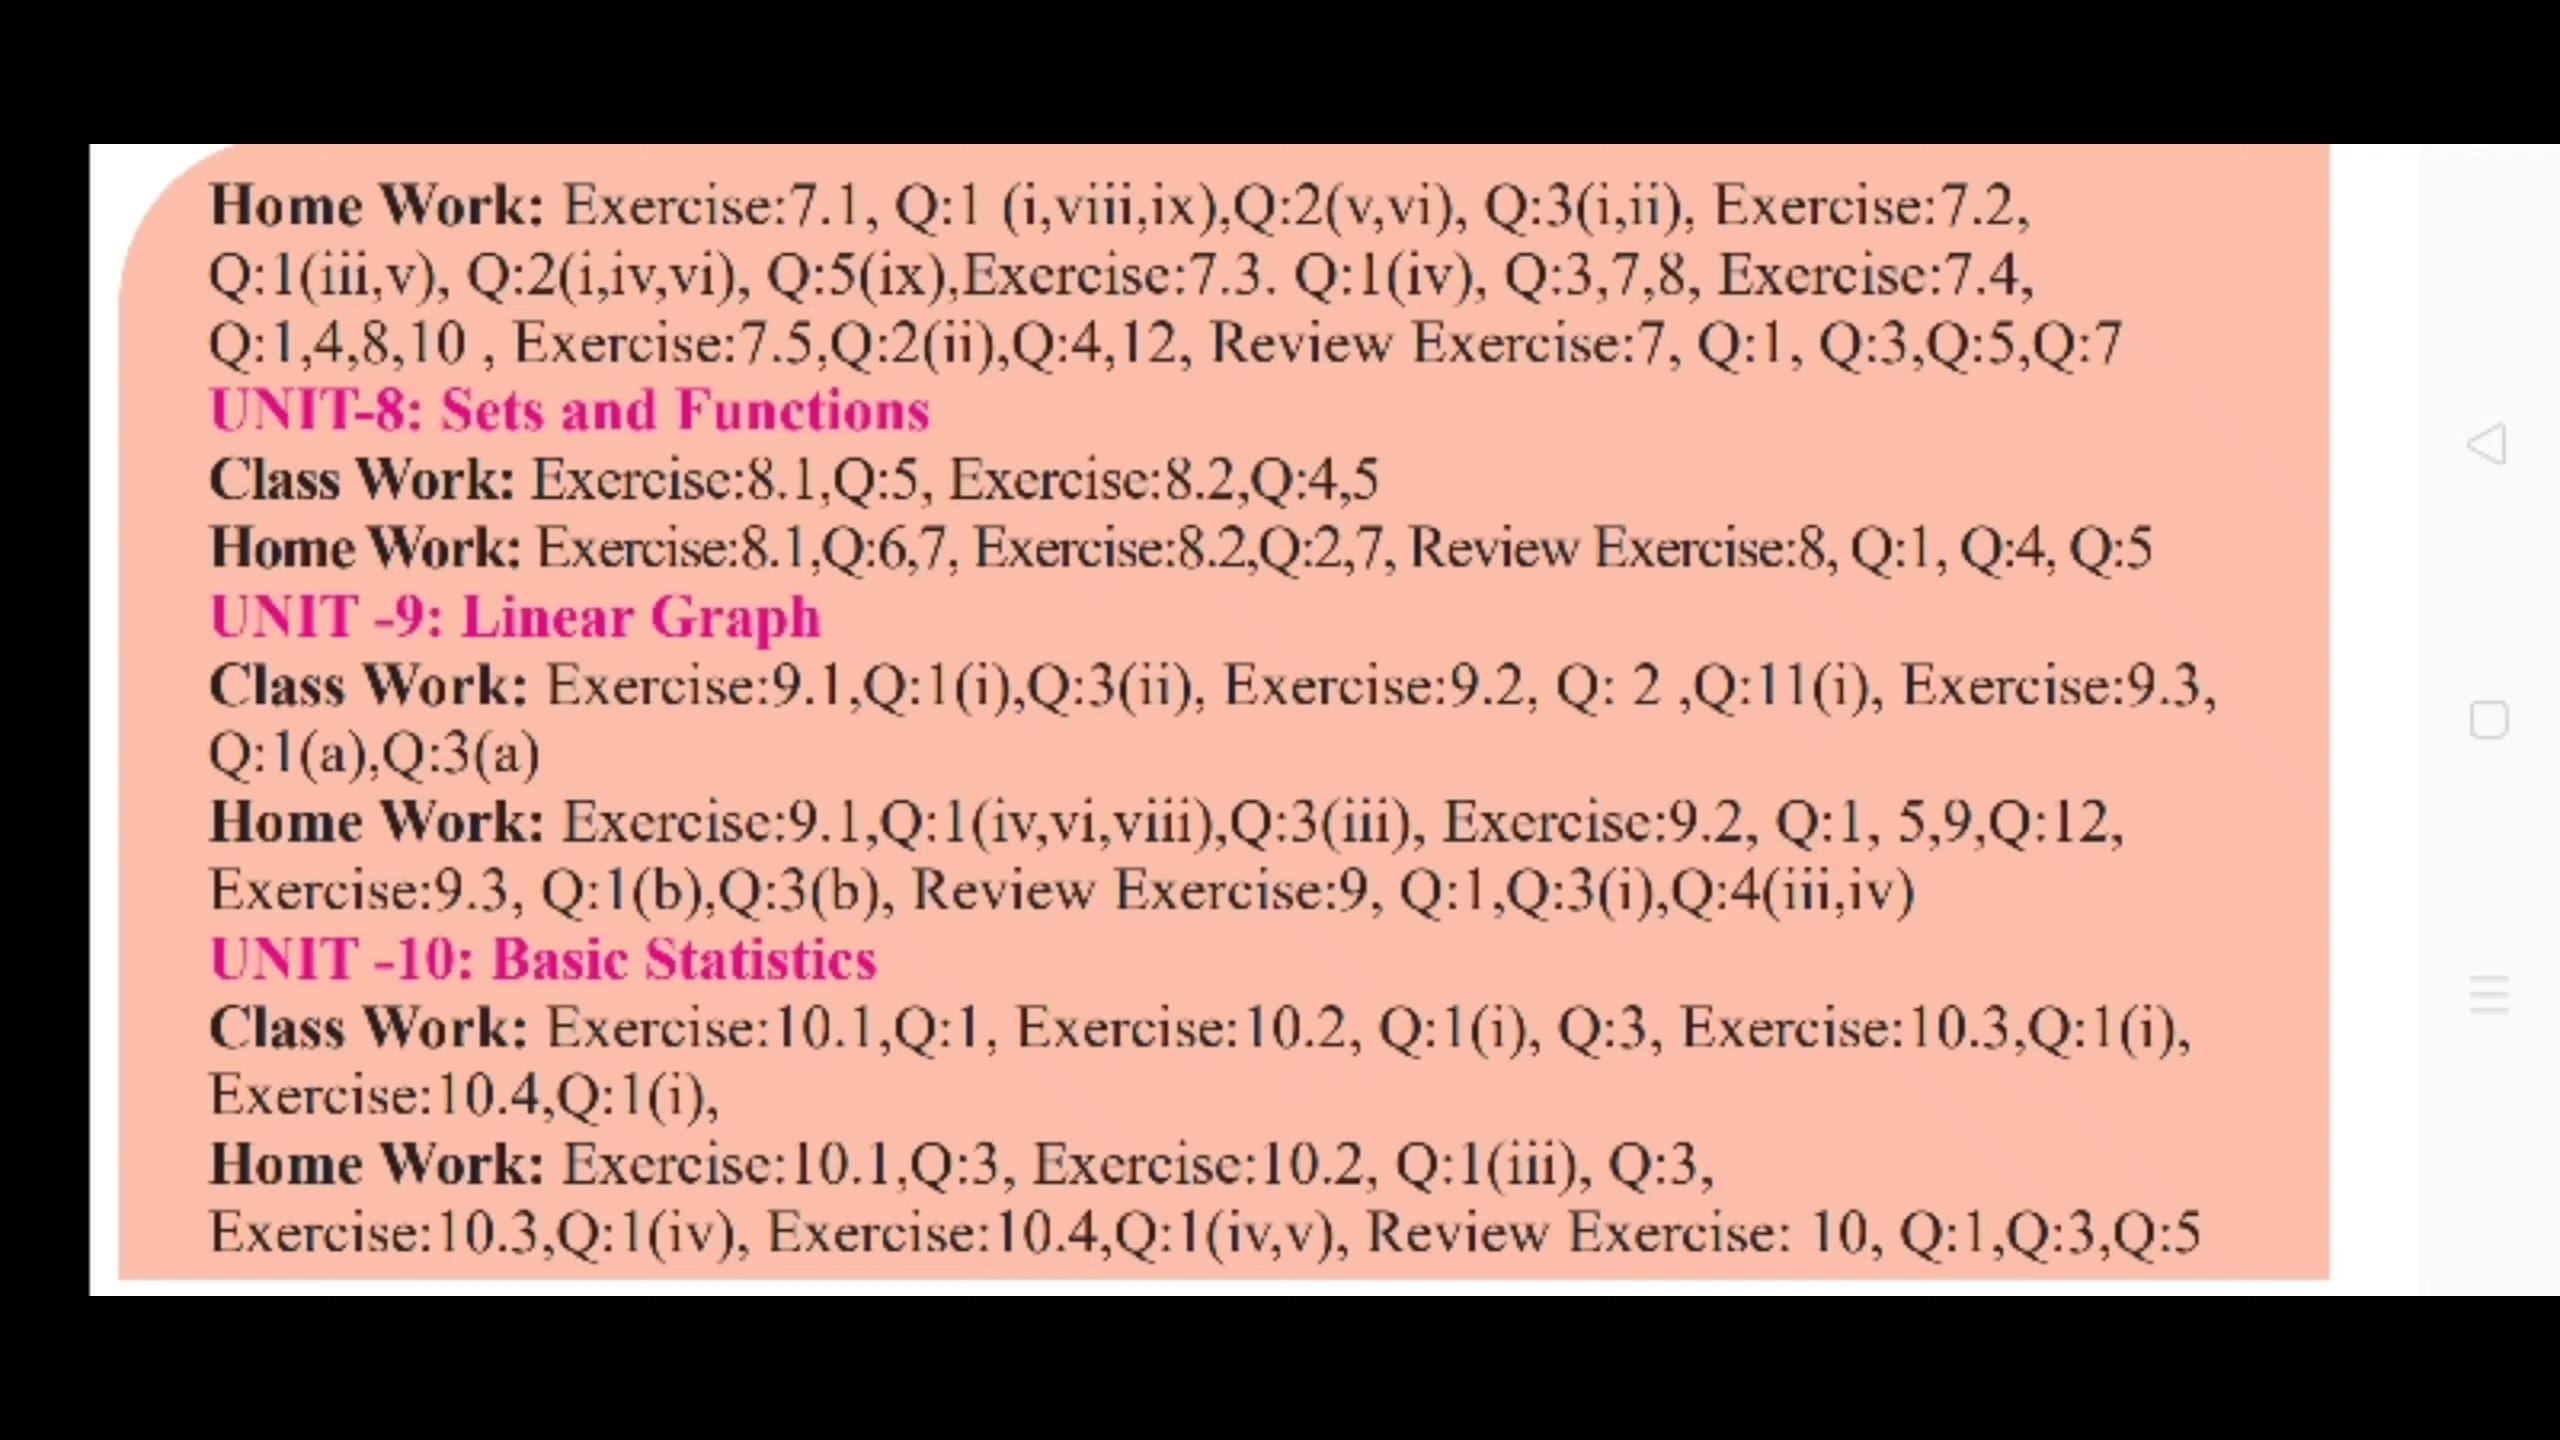 Home Work: Exercise:7.1, Q:1 (i,viii,ix),Q:2(v,vi), Q:3(i,ii), Exercise:7.2,
Q:1(iii,v), Q:2(i,iv,vi), Q:5(ix),Exercise:7.3. Q:1(iv), Q:3,7,8, Exercise:7.4,
Q:1,4,8,10 , Exercise:7.5,Q:2(ii),Q:4,12, Review Exercise:7, Q:1, Q:3,Q:5,Q:7
UNIT-8: Sets and Functions
Class Work: Exercise:8.1,Q:5, Exercise:8.2,Q:4,5
Home Work: Exercise:8.1,Q:6,7, Exercise:8.2,Q:2,7, Review Exercise:8, Q:1, Q:4, Q:5
UNIT -9: Linear Graph
Class Work: Exercise:9.1,Q:1(i),Q:3(ii), Exercise:9.2, Q: 2 ,Q:11(i), Exercise:9.3,
Q:1(a),Q:3(a)
Home Work: Exercise:9.1,Q:1(iv,vi,viii),Q:3(iii), Exercise:9.2, Q:1, 5,9,Q:12,
Exercise:9.3, Q:1(b),Q:3(b), Review Exercise:9, Q:1,Q:3(i),Q:4(iii,iv)
UNIT -10: Basic Statistics
Class Work: Exercise:10.1,Q:1, Exercise:10.2, Q:1(i), Q:3, Exercise:10.3,Q:1(i),
Exercise:10.4,Q:1(i),
Home Work: Exercise:10.1,Q:3, Exercise:10.2, Q:1(iii), Q:3,
Exercise:10.3,Q:1(iv), Exercise:10.4,Q:1(iv,v), Review Exercise: 10, Q:1,Q:3,Q:5